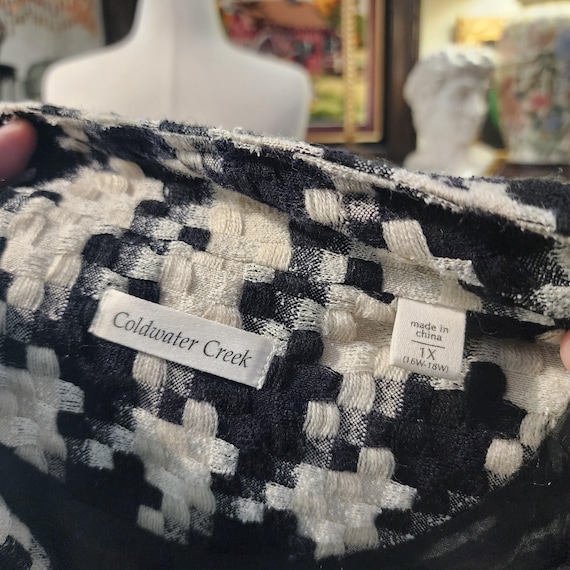 Coldwater Creek
made in
china
1X
(16W-18W)